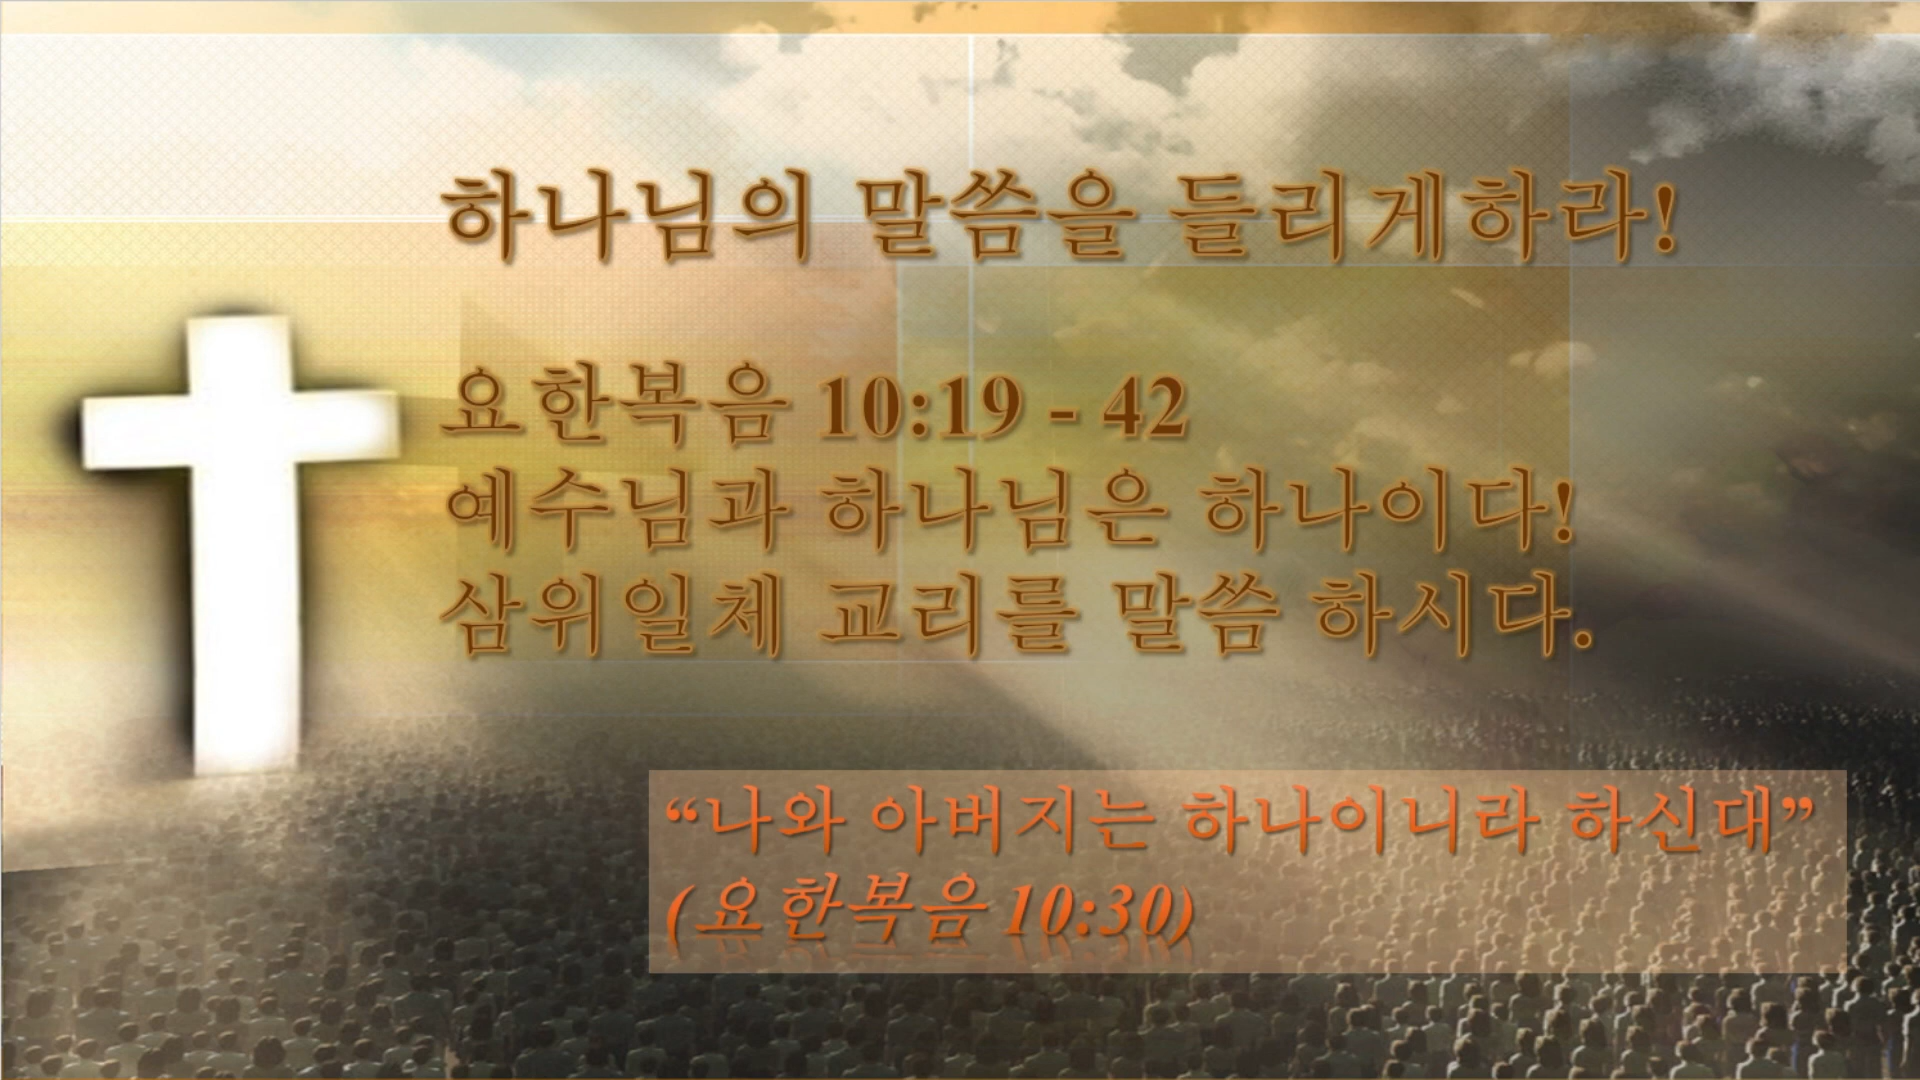 하나님의 말씀을 들리게하라!
요한복음 10:19 - 42
예수님과 하나님은 하나이다!
삼위일체 교리를 말씀 하시다.
“나와 아버지는 하나이니라 하신대”
(요한복음 10:30)